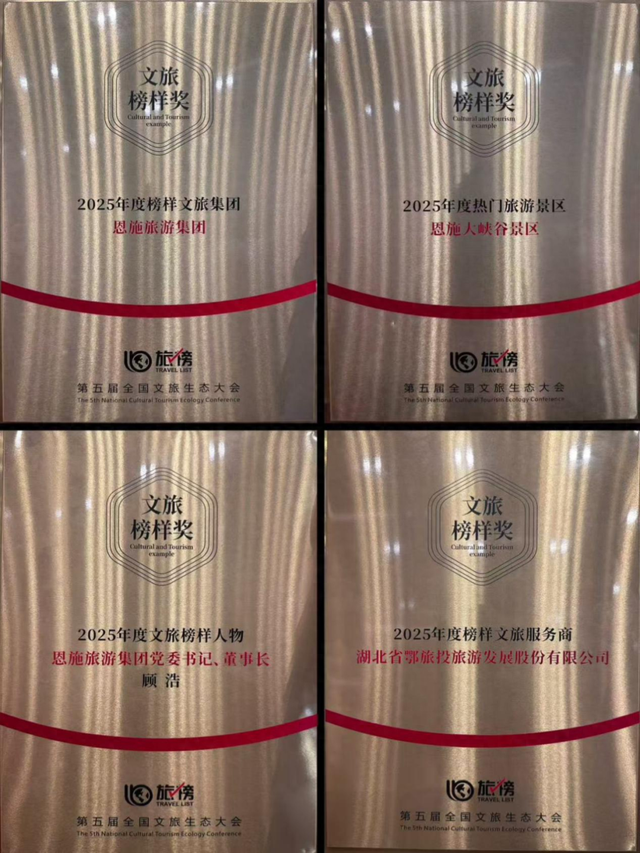 文旅
榜样奖
Cultural and Tourism
example
2025年度榜样文旅集团
恩施旅游集团
旅榜
TRAVEL LIST
第五届全国文旅生态大会
The 5th National Cultural Tourism Ecology Conference
文旅
榜样奖
Cultural and Tourism
example
2025年度热门旅游景区
恩施大峡谷景区
旅榜
TRAVEL LIST
第五届全国文旅生态大会
The 5th National Cultural Tourism Ecology Conference
文旅
榜样奖
Cultural and Tourism
example
2025年度文旅榜样人物
恩施旅游集团党委书记、董事长
顾浩
旅榜
TRAVEL LIST
第五届全国文旅生态大会
The 5th National Cultural Tourism Ecology Conference
文旅
榜样奖
Cultural and Tourism
example
2025年度榜样文旅服务商
湖北省鄂旅投旅游发展股份有限公司
旅榜
TRAVEL LIST
第五届全国文旅生态大会
The 5th National Cultural Tourism Ecology Conference